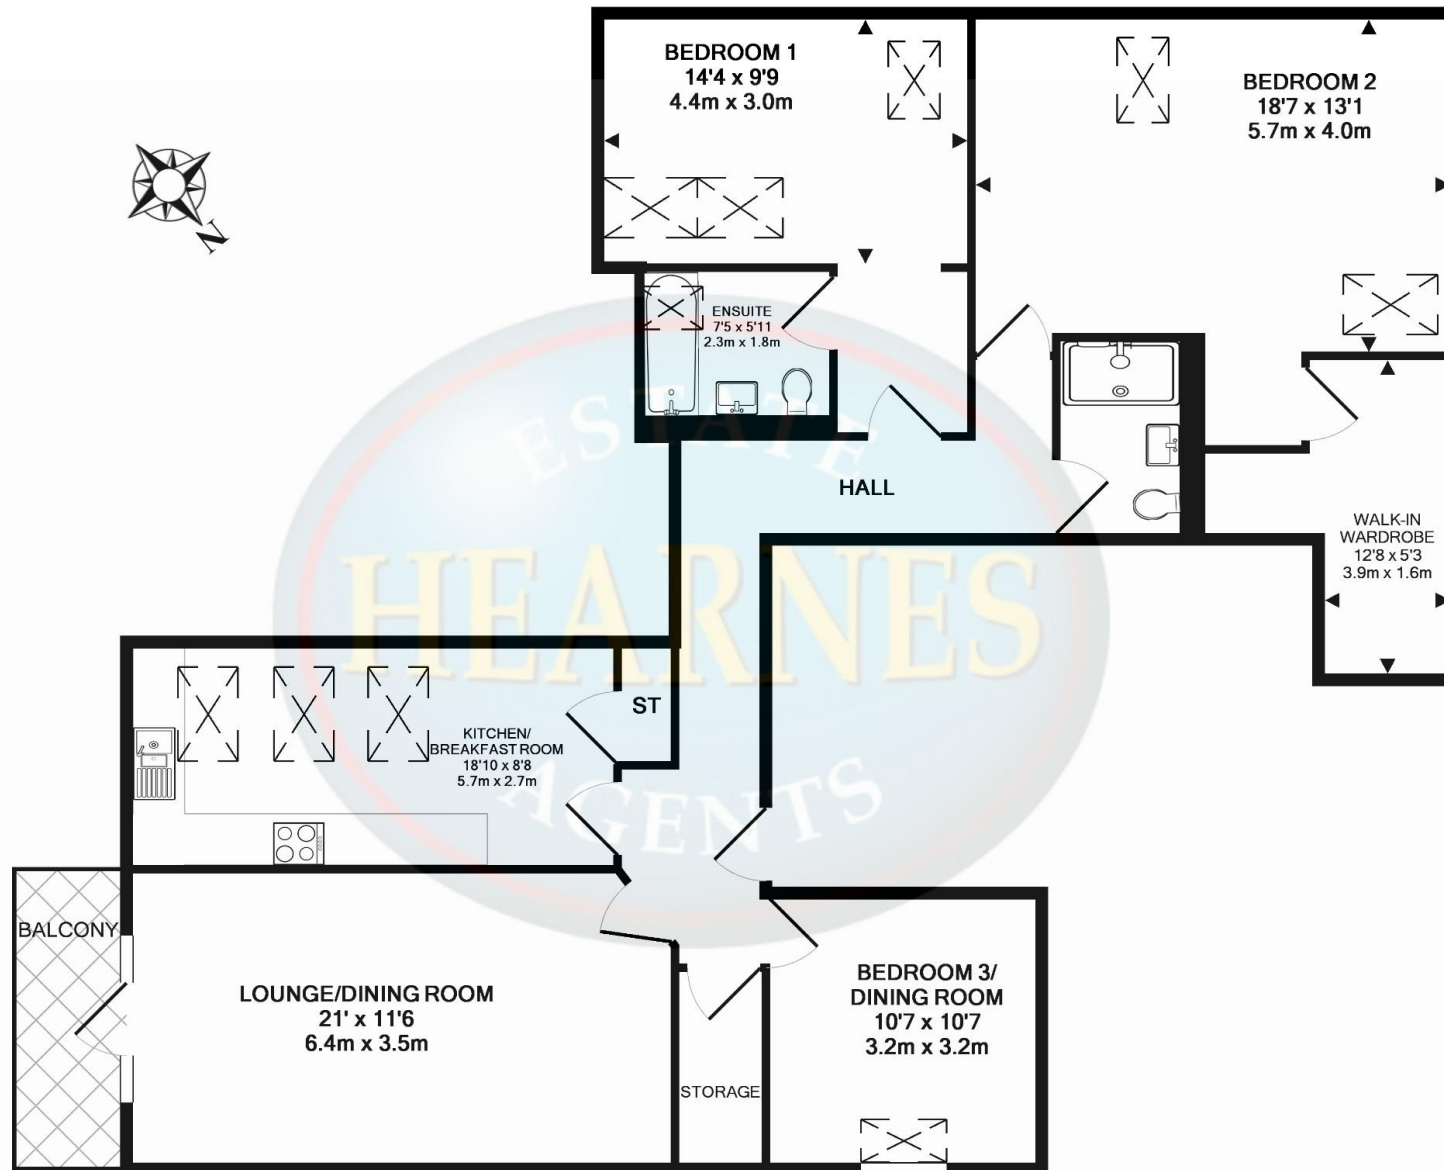 BEDROOM 1
14'4 x 9'9
4.4m x 3.0m
BEDROOM 2
18'7 x 13'1
5.7m x 4.0m
N
ENSUITE
7'5 x 5'11
2.3m x 1.8m
ESTATE
HALL
WALK-IN
WARDROBE
12'8 x 5'3
3.9m x 1.6m
HEARNES
ST
KITCHEN/
BREAKFAST ROOM
18'10 x 8'8
5.7m x 2.7m
AGENTS
BALCONY
LOUNGE/DINING ROOM
21' x 11'6
6.4m x 3.5m
BEDROOM 3/
DINING ROOM
10'7 x 10'7
3.2m x 3.2m
STORAGE